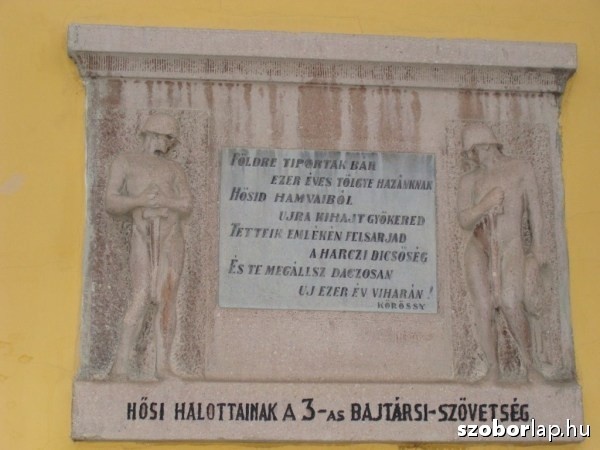 FÖLDRE TIPORTAK BÁR
EZER ÉVES TÖLGYE HAZÁNKNAK
HŐSID HAMVAIBÓL
UJRA KIHAJT GYÖKERED
TETTEIK EMLÉKÉN FELSARJAD
A HARCZI DICSŐSÉG
ÉS TE MEGÁLLSZ DACZOSAN
UJ EZER ÉV VIHARÁN!
KŐRÖSSY
HŐSI HALOTTAINAK A 3-AS BAJTÁRSI-SZÖVETSÉG
szoborlap.hu